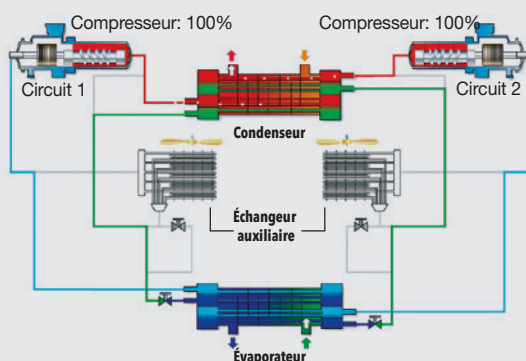 Compresseur: 100%
Compresseur: 100%
Circuit 1
Circuit 2
Condenseur
Échangeur
auxiliaire
Évaporateur